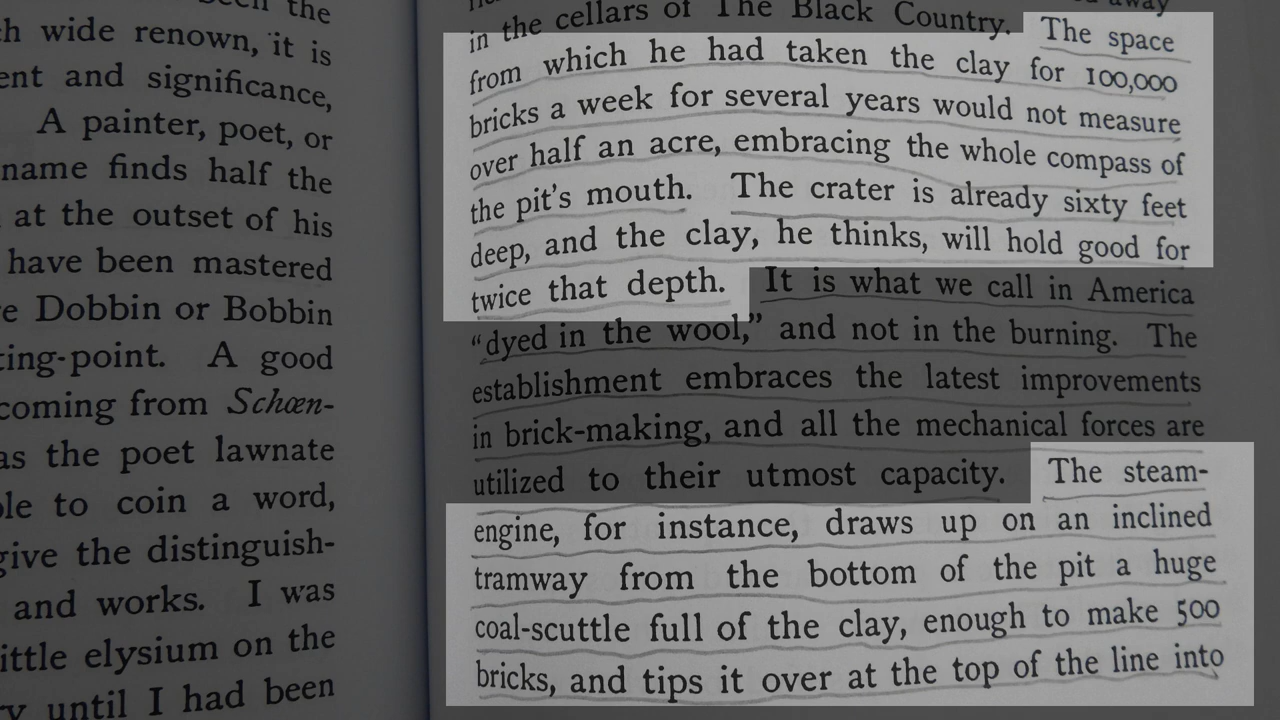 been the
ch wide renown, it is
ent and significance,
A painter, poet, or
name finds half the
at the outset of his
have been mastered
re Dobbin or Bobbin
ting-point. A good
coming from Schœn-
as the poet lawnate
ble to coin a word,
give the distinguish-
and works. I was
ittle elysium on the
ry until I had been
away
in the cellars of The Black Country. The space
from which he had taken the clay for 100,000
bricks a week for several years would not measure
over half an acre, embracing the whole compass of
the pit's mouth. The crater is already sixty feet
deep, and the clay, he thinks, will hold good for
twice that depth. It is what we call in America
“dyed in the wool,” and not in the burning. The
establishment embraces the latest improvements
in brick-making, and all the mechanical forces are
utilized to their utmost capacity. The steam-
engine, for instance, draws up on an inclined
tramway from the bottom of the pit a huge
coal-scuttle full of the clay, enough to make 500
bricks, and tips it over at the top of the line into